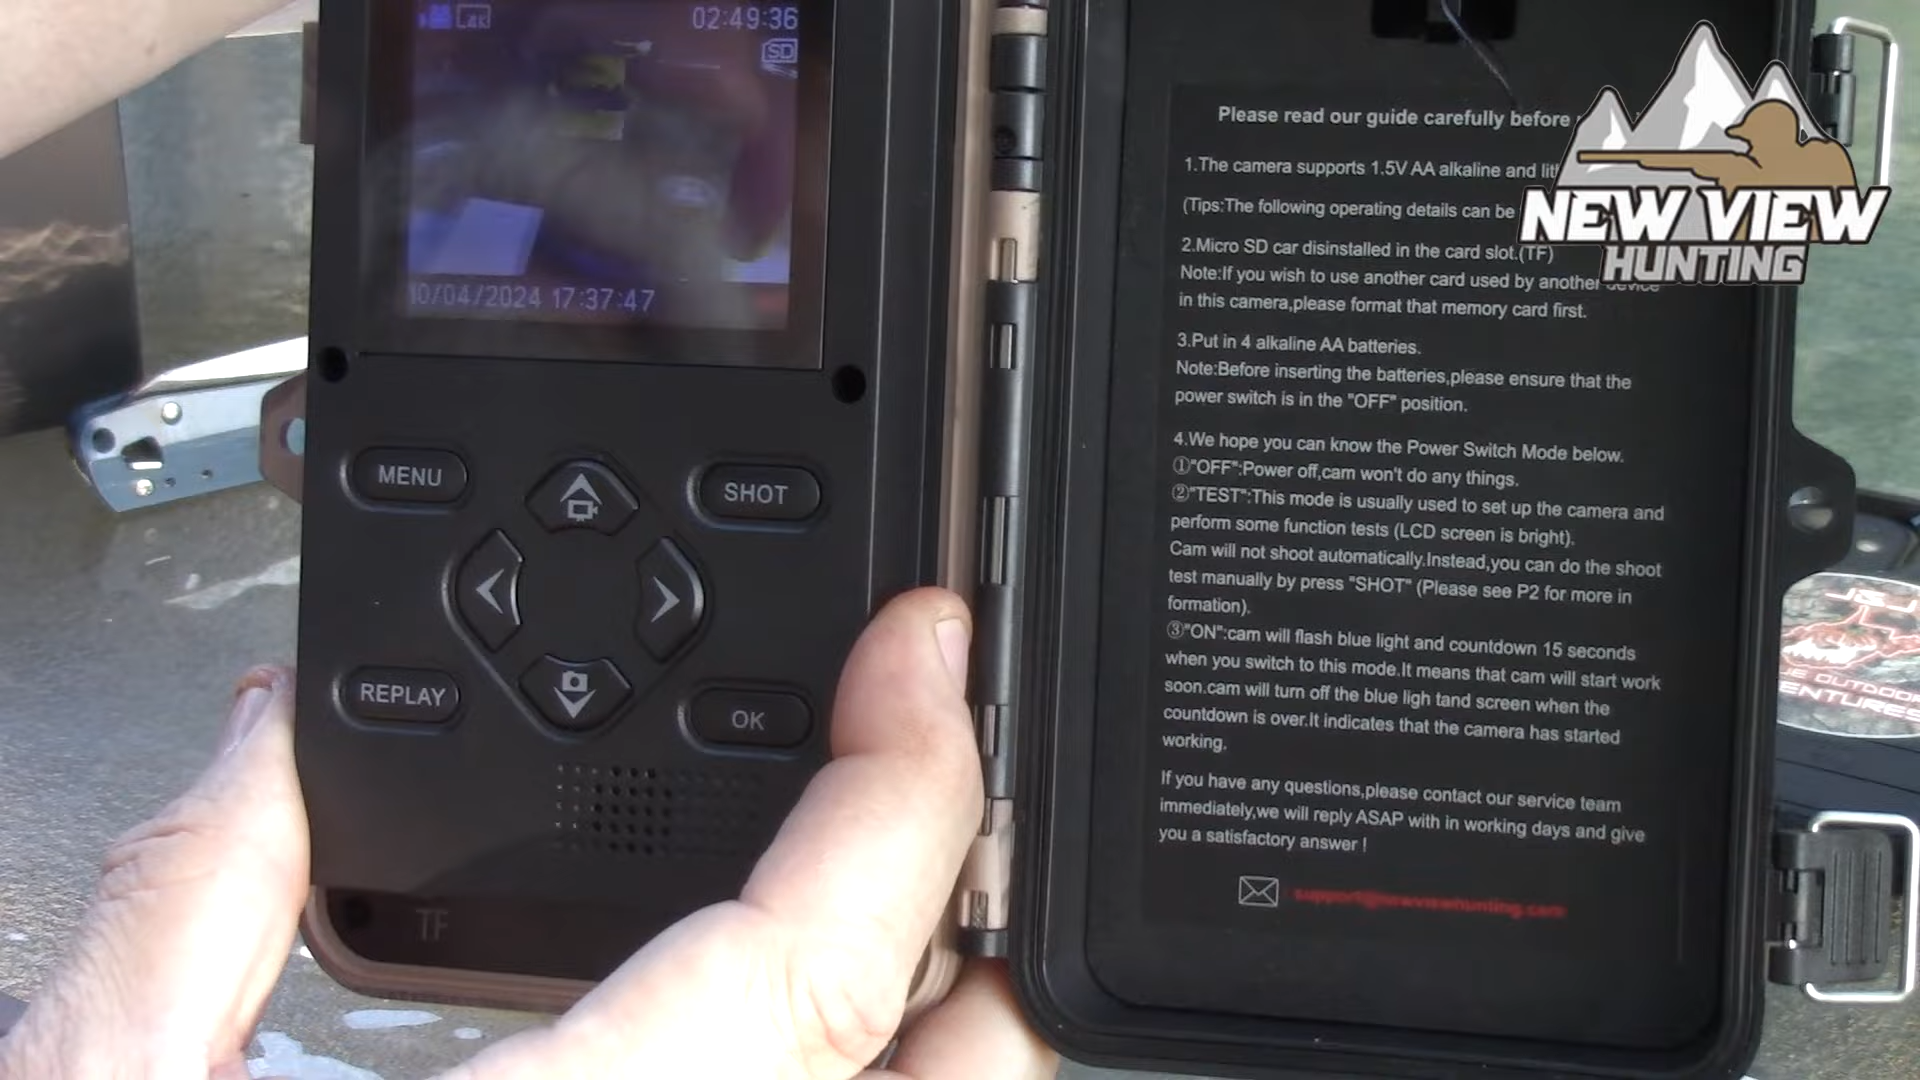 4K
02:49:36
SD
10/04/2024 17:37:47
MENU
SHOT
REPLAY
OK
TF
Please read our guide carefully before
1.The camera supports 1.5V AA alkaline and
(Tips:The following operating details can be
2.Micro SD car disinstalled in the card slot.(TF)
Note:If you wish to use another card used by another device
in this camera,please format that memory card first.
3.Put in 4 alkaline AA batteries.
Note:Before inserting the batteries,please ensure that the
power switch is in the "OFF" position.
4.We hope you can know the Power Switch Mode below.
①"OFF":Power off,cam won't do any things.
②"TEST":This mode is usually used to set up the camera and
perform some function tests (LCD screen is bright).
Cam will not shoot automatically.Instead,you can do the shoot
test manually by press "SHOT" (Please see P2 for more in
formation).
③"ON":cam will flash blue light and countdown 15 seconds
when you switch to this mode.It means that cam will start work
soon.cam will turn off the blue ligh tand screen when the
countdown is over.It indicates that the camera has started
working.
If you have any questions,please contact our service team
immediately,we will reply ASAP with in working days and give
you a satisfactory answer !
support@newviewhunting.com
NEW VIEW
HUNTING
J&J
OUTDOOR
ENTURES